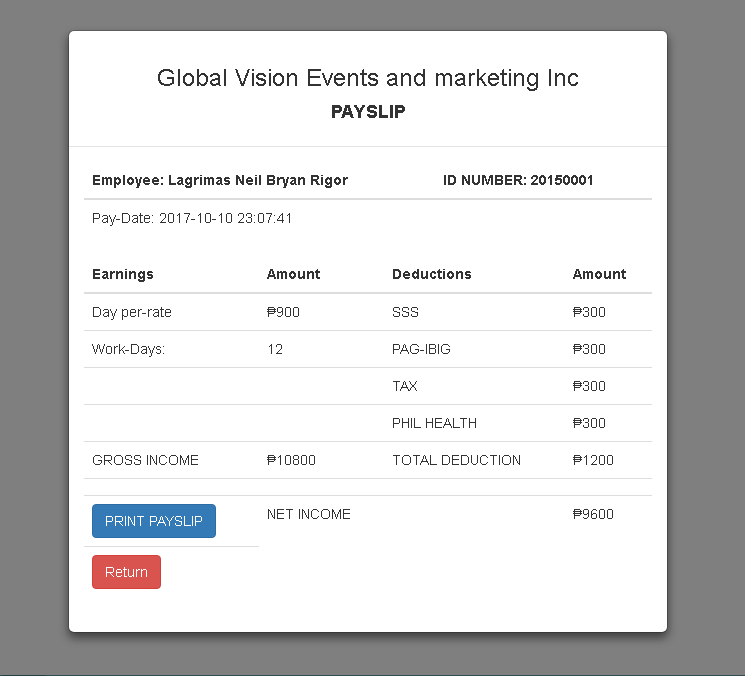 Global Vision Events and marketing Inc
PAYSLIP
Employee: Lagrimas Neil Bryan Rigor ID NUMBER: 20150001
Pay-Date: 2017-10-10 23:07:41
Earnings Amount Deductions Amount
Day per-rate ₱900 SSS ₱300
Work-Days: 12 PAG-IBIG ₱300
TAX ₱300
PHIL HEALTH ₱300
GROSS INCOME ₱10800 TOTAL DEDUCTION ₱1200
PRINT PAYSLIP NET INCOME ₱9600
Return